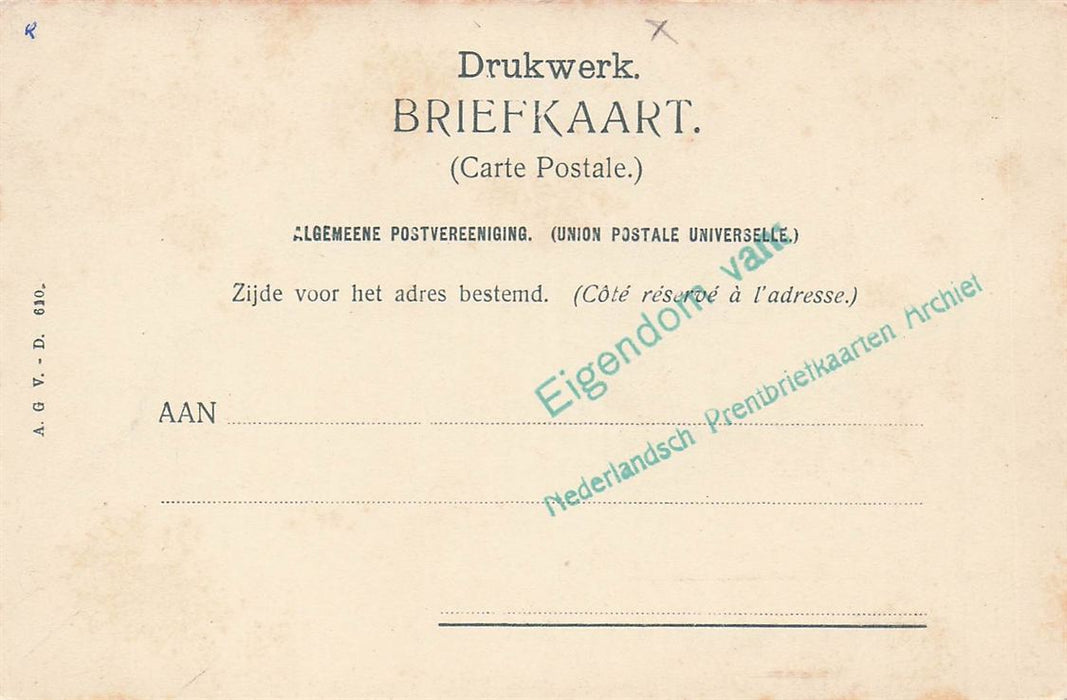 R
X
Drukwerk.
BRIEFKAART.
(Carte Postale.)
ALGEMEENE POSTVEREENIGING. (UNION POSTALE UNIVERSELLE.)
Zijde voor het adres bestemd. (Côté réservé à l'adresse.)
AAN
Eigendom van:
Nederlandsch Prentbriefkaarten Archief
A. G V. - D. 610.